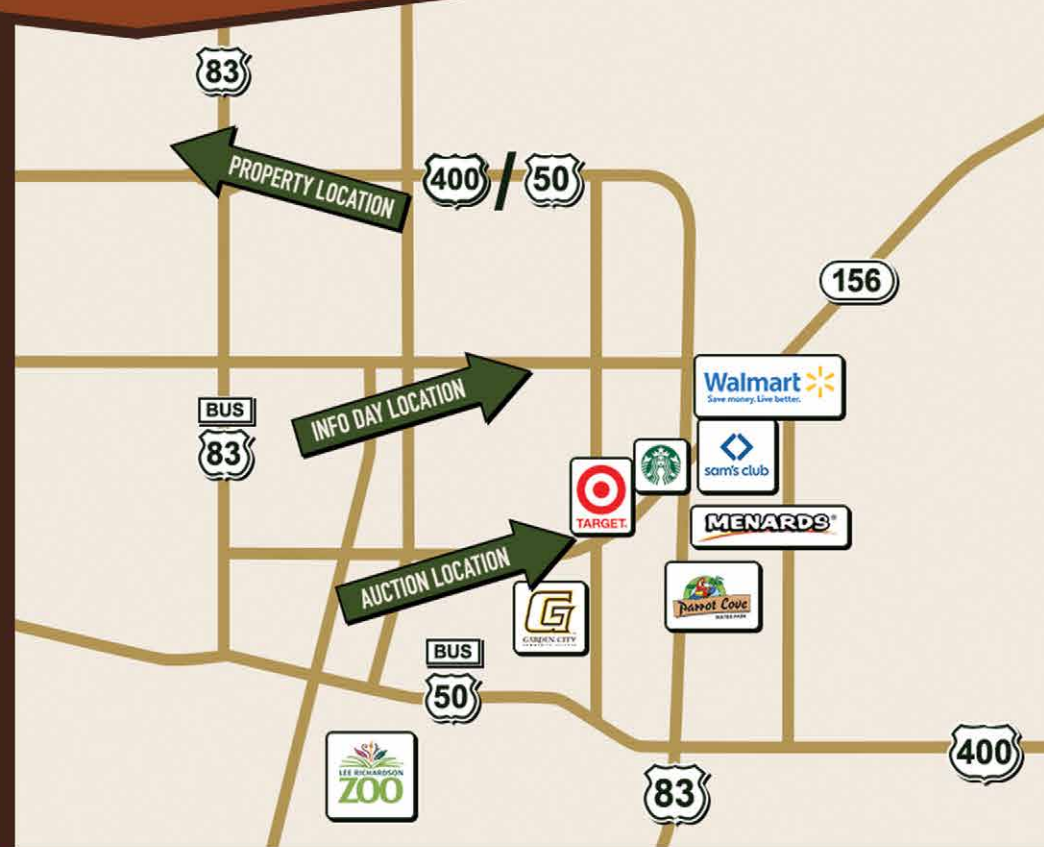 83
PROPERTY LOCATION
400 / 50
156
INFO DAY LOCATION
Walmart
Save money. Live better.
BUS
83
sam's club
TARGET.
MENARDS®
AUCTION LOCATION
G
GARDEN CITY
Parrot Cove
WATER PARK
BUS
50
LEE RICHARDSON
ZOO
400
83